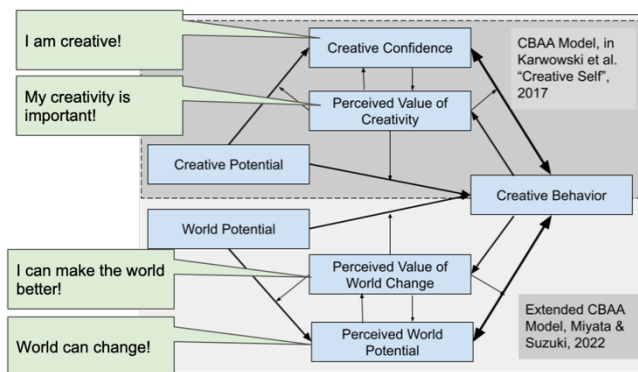 I am creative!
My creativity is
important!
Creative Confidence
CBAA Model, in
Karwowski et al.
“Creative Self”,
2017
Perceived Value of
Creativity
Creative Potential
Creative Behavior
World Potential
I can make the world
better!
Perceived Value of
World Change
World can change!
Perceived World
Potential
Extended CBAA
Model, Miyata &
Suzuki, 2022